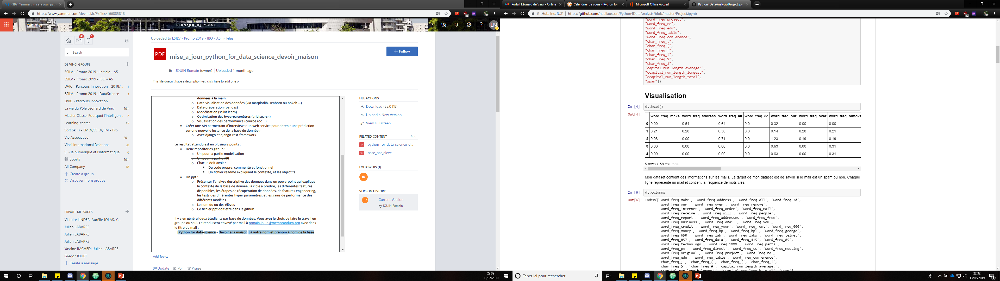 (397) Yammer : mise_a_jour_pyth
https://www.yammer.com/devinci.fr/#/files/166885818
15
Yammer
LÉONARD DE VINCI
LN
391
6
Search
DE VINCI GROUPS
ESILV - Promo 2019 - Initiale - A5
ESILV - Promo 2019 - IBO - A5
DVIC - Parcours Innovation - 2018/... 1
ESILV - Promo 2019 - DataScience 3
DVIC - Parcours Innovation
La vie du Pôle Léonard de Vinci 20+
Master Classe: Pourquoi l'Intelligen... 2
Learning-center 15
Soft Skills - EMLV/ESILV/IIM - Pro...
Vie Associative 20+
Vinci International Relations 20
SI - le numérique et l'informatique ... 6
Sports 20+
All Company 18
Create a group
Discover more groups
PRIVATE MESSAGES
Victoire LINDER, Aurélie JOLAS, Y...
Julien LABARRE
Julien LABARRE
Julien LABARRE
Yassine RACHEDI, Julien LABARRE
Grégor JOUET
Create a message
Uploaded to ESILV - Promo 2019 - IBO - A5 › Files
PDF
mise_a_jour_python_for_data_science_devoir_maison
Follow
JOUIN Romain (owner) Uploaded 1 month ago
This file doesn't have a description yet, click here to add one
données à la main.
o Data-visualisation des données (via matplotlib, seaborn ou bokeh ...)
o Data-préparation (pandas)
o Modélisation (scikit learn)
o Optimisation des hyperparamètres (grid search)
o Visualisation des performance (courbe roc ...)
• Créer une API permettant d'interviewer un web service pour obtenir une prédiction
sur une nouvelle instance de la base de donnée :
o Avec django et django-rest-framework
Le résultat attendu est en plusieurs points :
• Deux repositories github :
o Un pour la partie modélisation
o Un pour la partie API
o Chacun doit avoir :
▪ Du code propre, commenté et fonctionnel
▪ Un fichier readme expliquant le contexte, et les objectifs
• Un ppt :
o Présenter l'analyse descriptive des données dans un powerpoint qui explique
le contexte de la base de donnée, la cible à prédire, les différentes features
disponibles, les étapes de récupération de données, de features engeneering,
les tests des différentes hyper paramètres, et les gains de performance des
différents modèles.
o Le nom du ou des élèves
o Ce fichier ppt doit être dans le github
Il y a en général deux étudiants par base de données. Vous avez le choix de faire le travail en
groupe ou seul. Le rendu sera envoyé par mail à romain.jouin@memorandum.pro avec dans
le titre du mail :
[Python for data-science - Devoir à la maison ] + votre nom et prénom + nom de la base
Add Topics
Update Poll Praise
FILE ACTIONS
Download (55.0 KB)
Upload a New Version
View Fullscreen
RELATED CONTENT Add
PDF python_for_data_science_d...
PDF base_par_eleve
FOLLOWERS (1)
JR
VERSION HISTORY
JR Current Version
by JOUIN Romain
22:32
13/02/2019
Portail Léonard de Vinci - Online
Calendrier de cours - Python for
Microsoft Office Accueil
Python4DataAnalysis/Project.ipy
GitHub, Inc. [US] | https://github.com/neallausson/Python4DataAnalysis/blob/master/Project.ipynb
12
"word_freq_project",
"word_freq_re",
"word_freq_edu",
"word_freq_table",
"word_freq_conference",
"char_freq_;",
"char_freq_(",
"char_freq_[",
"char_freq_!",
"char_freq_$",
"char_freq_#",
"capital_run_length_average:",
"ccapital_run_length_longest",
"ccapital_run_length_total",
"spam"])
Visualisation
In [4]: dt.head()
Out[4]: word_freq_make word_freq_address word_freq_all word_freq_3d word_freq_our word_freq_over word_freq_remove
0 0.00 0.64 0.64 0.0 0.32 0.00 0.00
1 0.21 0.28 0.50 0.0 0.14 0.28 0.21
2 0.06 0.00 0.71 0.0 1.23 0.19 0.19
3 0.00 0.00 0.00 0.0 0.63 0.00 0.31
4 0.00 0.00 0.00 0.0 0.63 0.00 0.31
5 rows × 58 columns
Mon dataset contient des informations sur les mails. La target de mon dataset est de savoir si le mail est un spam ou non. Chaque
ligne représente un mail et contient la fréquence de mots-clés.
In [6]: dt.columns
Out[6]: Index(['word_freq_make', 'word_freq_address', 'word_freq_all', 'word_freq_3d',
'word_freq_our', 'word_freq_over', 'word_freq_remove',
'word_freq_internet', 'word_freq_order', 'word_freq_mail',
'word_freq_receive', 'word_freq_will', 'word_freq_people',
'word_freq_report', 'word_freq_addresses', 'word_freq_free',
'word_freq_business', 'word_freq_email', 'word_freq_you',
'word_freq_credit', 'word_freq_your', 'word_freq_font', 'word_freq_000',
'word_freq_money', 'word_freq_hp', 'word_freq_hpl', 'word_freq_george',
'word_freq_650', 'word_freq_lab', 'word_freq_labs', 'word_freq_telnet',
'word_freq_857', 'word_freq_data', 'word_freq_415', 'word_freq_85',
'word_freq_technology', 'word_freq_1999', 'word_freq_parts',
'word_freq_pm', 'word_freq_direct', 'word_freq_cs', 'word_freq_meeting',
'word_freq_original', 'word_freq_project', 'word_freq_re',
'word_freq_edu', 'word_freq_table', 'word_freq_conference',
'char_freq_;', 'char_freq_(', 'char_freq_[', 'char_freq_!',
'char_freq_$', 'char_freq_#', 'capital_run_length_average:',
'ccapital_run_length_longest', 'ccapital_run_length_total', 'spam'],
Taper ici pour rechercher
22:32
13/02/2019